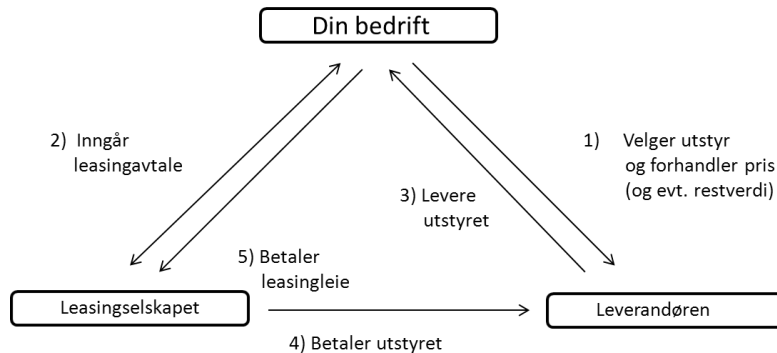 Din bedrift
2) Inngår
leasingavtale
1) Velger utstyr
og forhandler pris
(og evt. restverdi)
3) Levere
utstyret
5) Betaler
leasingleie
Leasingselskapet
Leverandøren
4) Betaler utstyret